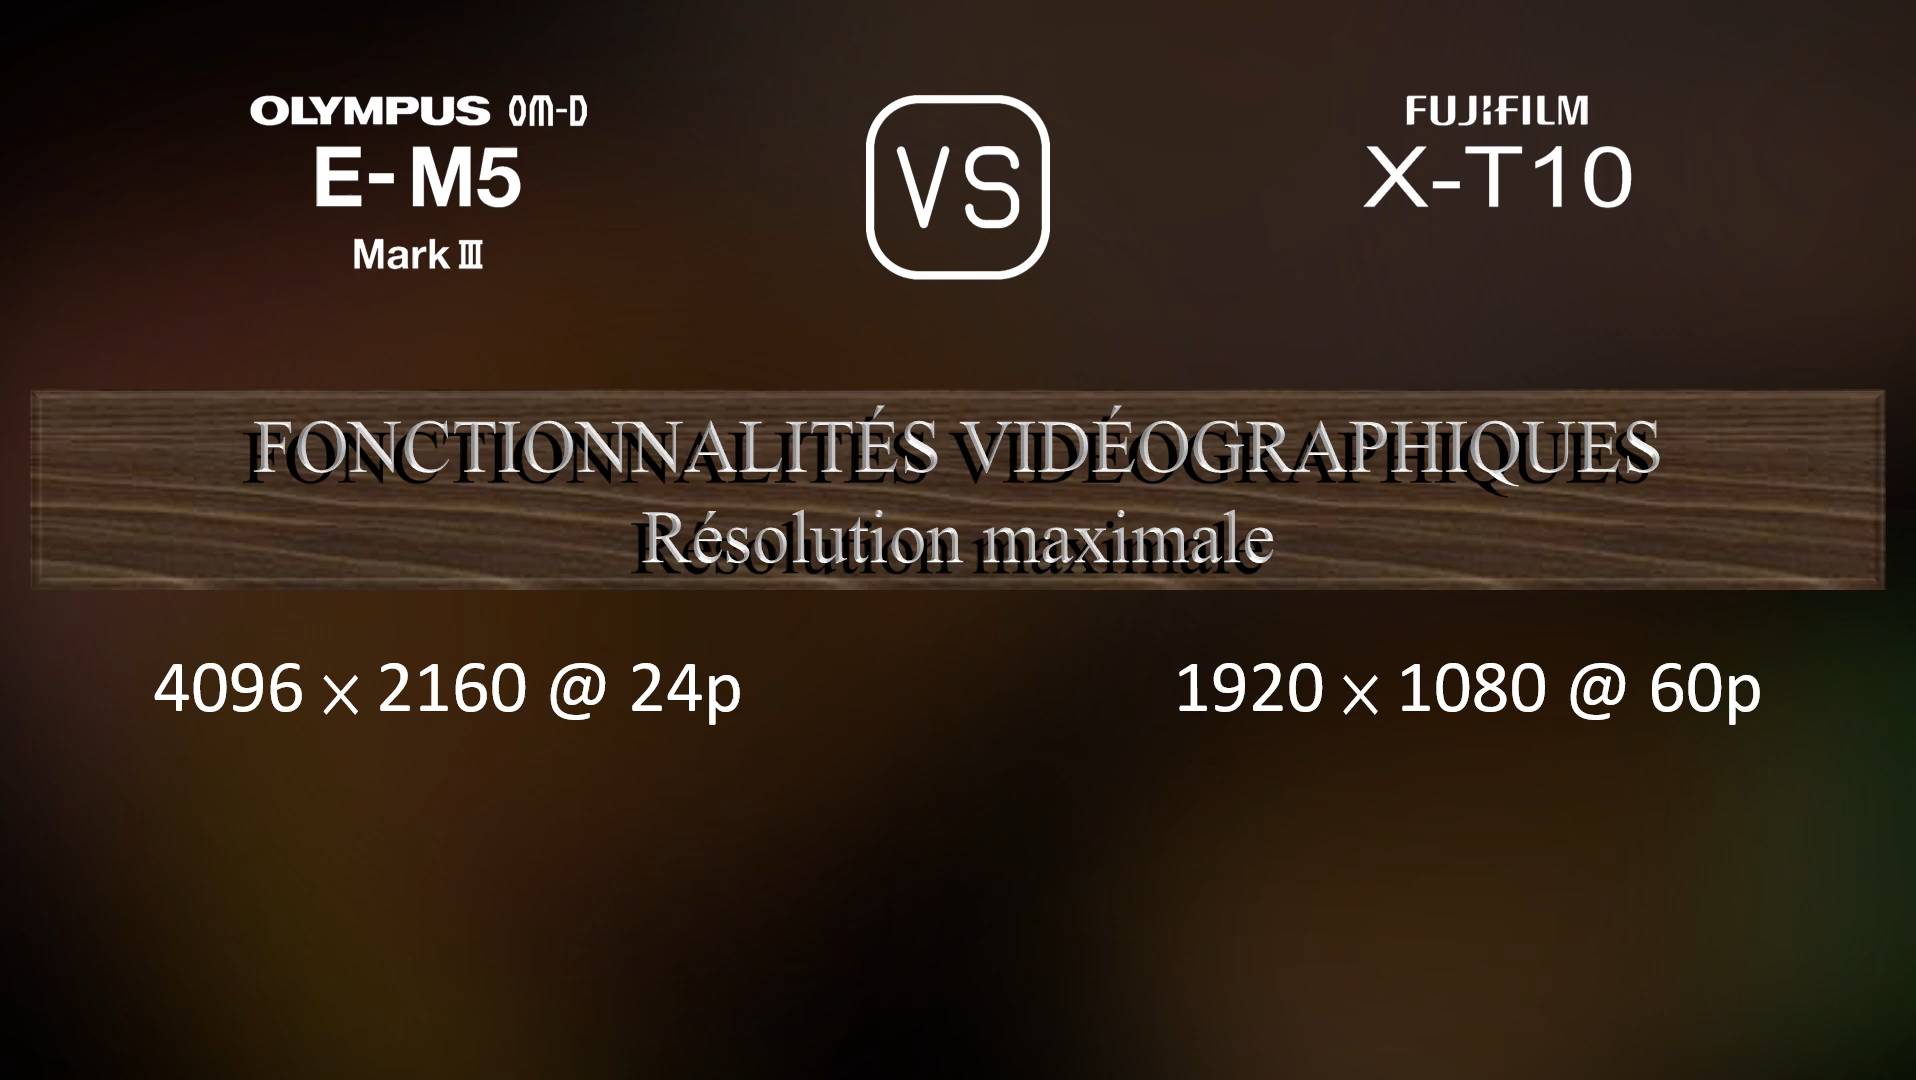 OLYMPUS OM-D
E-M5
Mark III
VS
FUJIFILM
X-T10
FONCTIONNALITÉS VIDÉOGRAPHIQUES
Résolution maximale
4096 x 2160 @ 24p
1920 x 1080 @ 60p